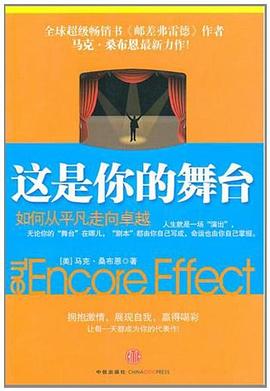 全球超级畅销书《邮差弗雷德》作者
马克·桑布恩最新力作!
这是你的舞台
如何从平凡走向卓越
人生就是一场“演出”,
无论你的“舞台”在哪儿,“剧本”都由你自己写成,命运也由你自己掌握。
[美] 马克·桑布恩 著
The Encore Effect
拥抱激情、展现自我、赢得喝彩
让每一天都成为你的代表作!
中信出版社·CHINACITICPRESS